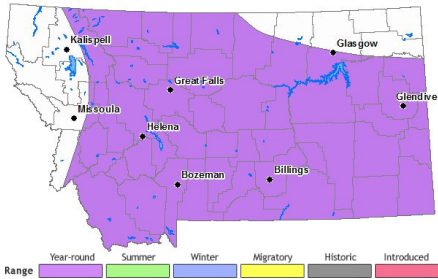 Kalispell
Glasgow
Great Falls
Glendive
Missoula
Helena
Bozeman
Billings
Range
Year-round Summer Winter Migratory Historic Introduced